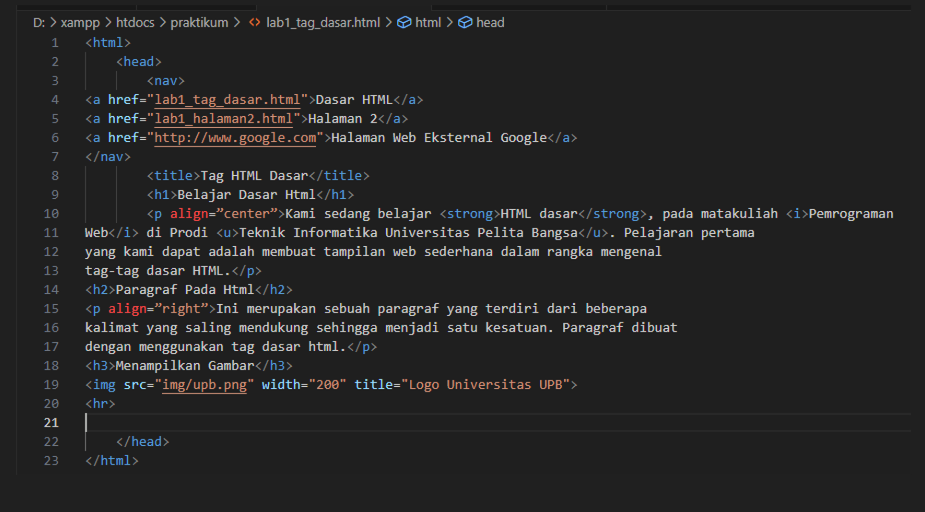 D: > xampp > htdocs > praktikum > <> lab1_tag_dasar.html > html > head
1 <html>
2 <head>
3 <nav>
4 <a href="lab1_tag_dasar.html">Dasar HTML</a>
5 <a href="lab1_halaman2.html">Halaman 2</a>
6 <a href="http://www.google.com">Halaman Web Eksternal Google</a>
7 </nav>
8 <title>Tag HTML Dasar</title>
9 <h1>Belajar Dasar Html</h1>
10 <p align=”center”>Kami sedang belajar <strong>HTML dasar</strong>, pada matakuliah <i>Pemrograman
11 Web</i> di Prodi <u>Teknik Informatika Universitas Pelita Bangsa</u>. Pelajaran pertama
12 yang kami dapat adalah membuat tampilan web sederhana dalam rangka mengenal
13 tag-tag dasar HTML.</p>
14 <h2>Paragraf Pada Html</h2>
15 <p align=”right”>Ini merupakan sebuah paragraf yang terdiri dari beberapa
16 kalimat yang saling mendukung sehingga menjadi satu kesatuan. Paragraf dibuat
17 dengan menggunakan tag dasar html.</p>
18 <h3>Menampilkan Gambar</h3>
19 <img src="img/upb.png" width="200" title="Logo Universitas UPB">
20 <hr>
21
22 </head>
23 </html>